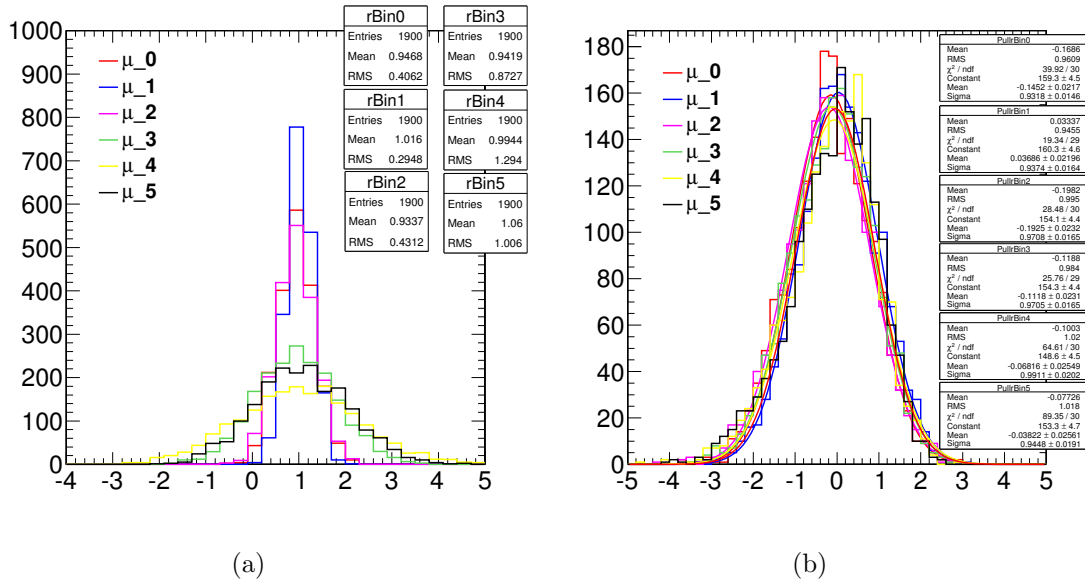 1000
900
800
700
600
500
400
300
200
100
0
-5 -4 -3 -2 -1 0 1 2 3 4 5
μ_0
μ_1
μ_2
μ_3
μ_4
μ_5
rBin0
Entries 1900
Mean 0.9468
RMS 0.4062
rBin1
Entries 1900
Mean 1.016
RMS 0.2948
rBin2
Entries 1900
Mean 0.9337
RMS 0.4312
rBin3
Entries 1900
Mean 0.9419
RMS 0.8727
rBin4
Entries 1900
Mean 0.9944
RMS 1.294
rBin5
Entries 1900
Mean 1.06
RMS 1.006
(a)
180
160
140
120
100
80
60
40
20
0
-5 -4 -3 -2 -1 0 1 2 3 4 5
μ_0
μ_1
μ_2
μ_3
μ_4
μ_5
PullrBin0
Mean -0.1686
RMS 0.9609
χ² / ndf 39.92 / 30
Constant 159.3 ± 4.5
Mean -0.1452 ± 0.0217
Sigma 0.9318 ± 0.0146
PullrBin1
Mean 0.03337
RMS 0.9455
χ² / ndf 19.34 / 29
Constant 160.3 ± 4.6
Mean 0.03686 ± 0.02196
Sigma 0.9374 ± 0.0164
PullrBin2
Mean -0.1982
RMS 0.995
χ² / ndf 28.48 / 30
Constant 154.1 ± 4.4
Mean -0.1925 ± 0.0232
Sigma 0.9708 ± 0.0165
PullrBin3
Mean -0.1188
RMS 0.984
χ² / ndf 25.76 / 29
Constant 154.3 ± 4.4
Mean -0.1118 ± 0.0231
Sigma 0.9705 ± 0.0165
PullrBin4
Mean -0.1003
RMS 1.02
χ² / ndf 64.61 / 30
Constant 148.6 ± 4.5
Mean -0.06816 ± 0.02549
Sigma 0.9911 ± 0.0202
PullrBin5
Mean -0.07726
RMS 1.018
χ² / ndf 89.35 / 30
Constant 153.3 ± 4.7
Mean -0.03822 ± 0.02561
Sigma 0.9448 ± 0.0191
(b)